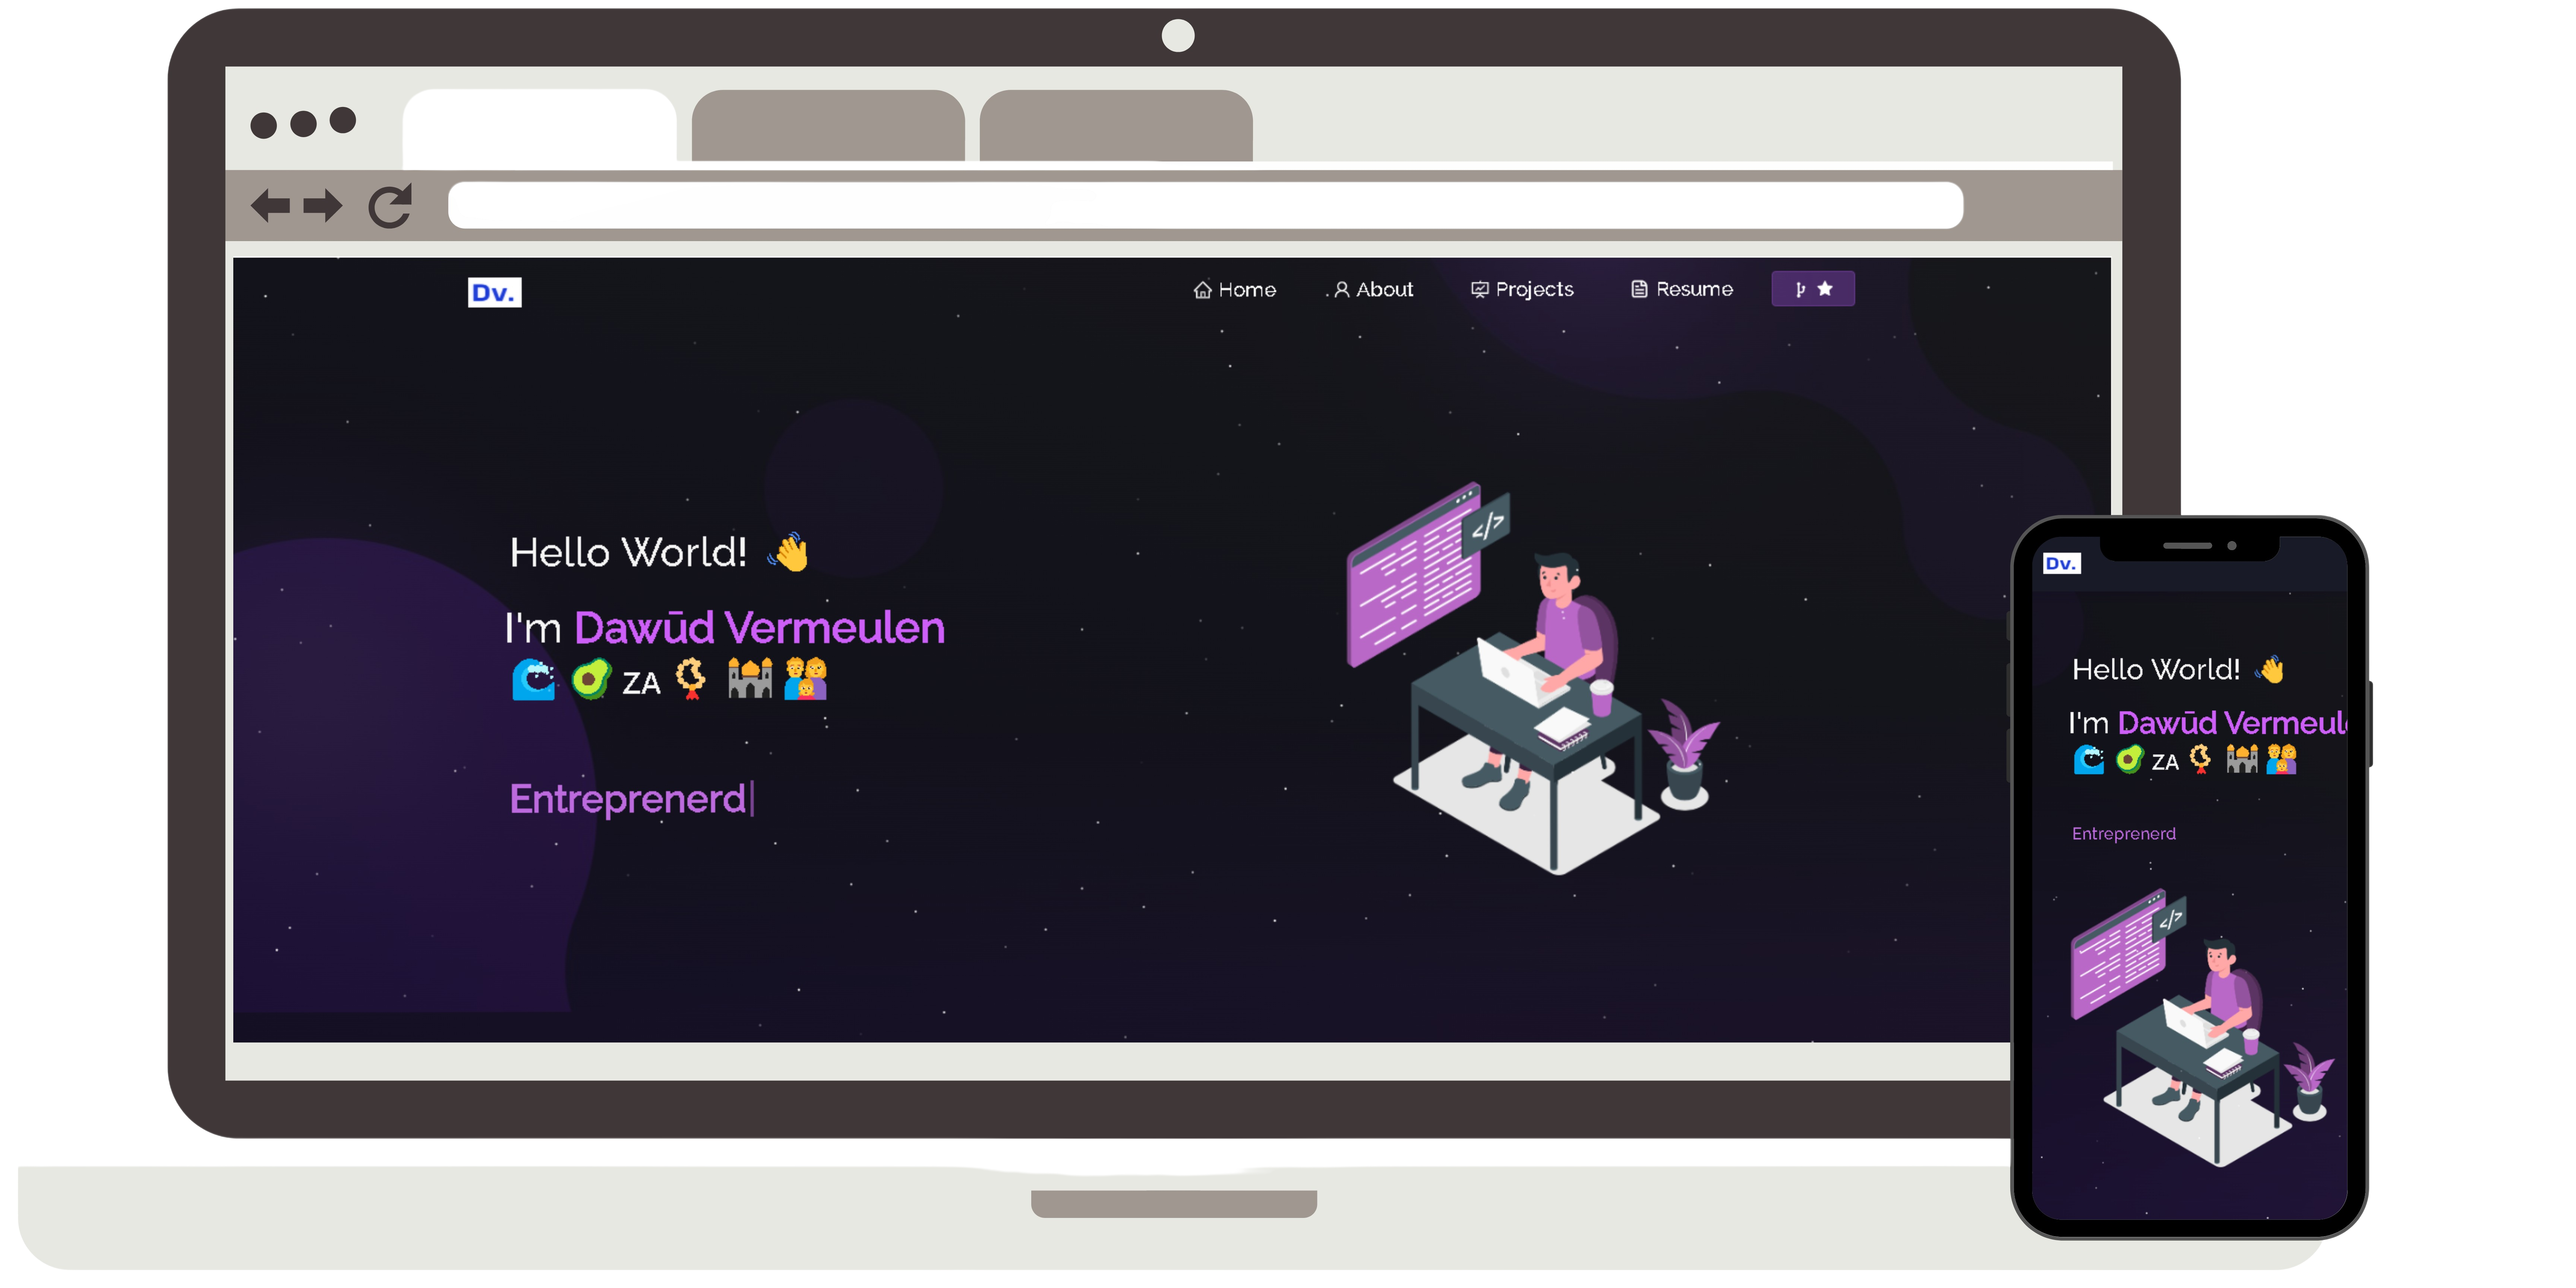 Dv.
Home About Projects Resume
</>
Hello World! 👋
I'm Dawūd Vermeulen
🌊 🥑 ZA 📿 🕌 👨‍👩‍👦
Entreprenerd
Dv.
Hello World! 👋
I'm Dawūd Vermeul
🌊 🥑 ZA 📿 🕌 👨‍👩‍👦
Entreprenerd
</>